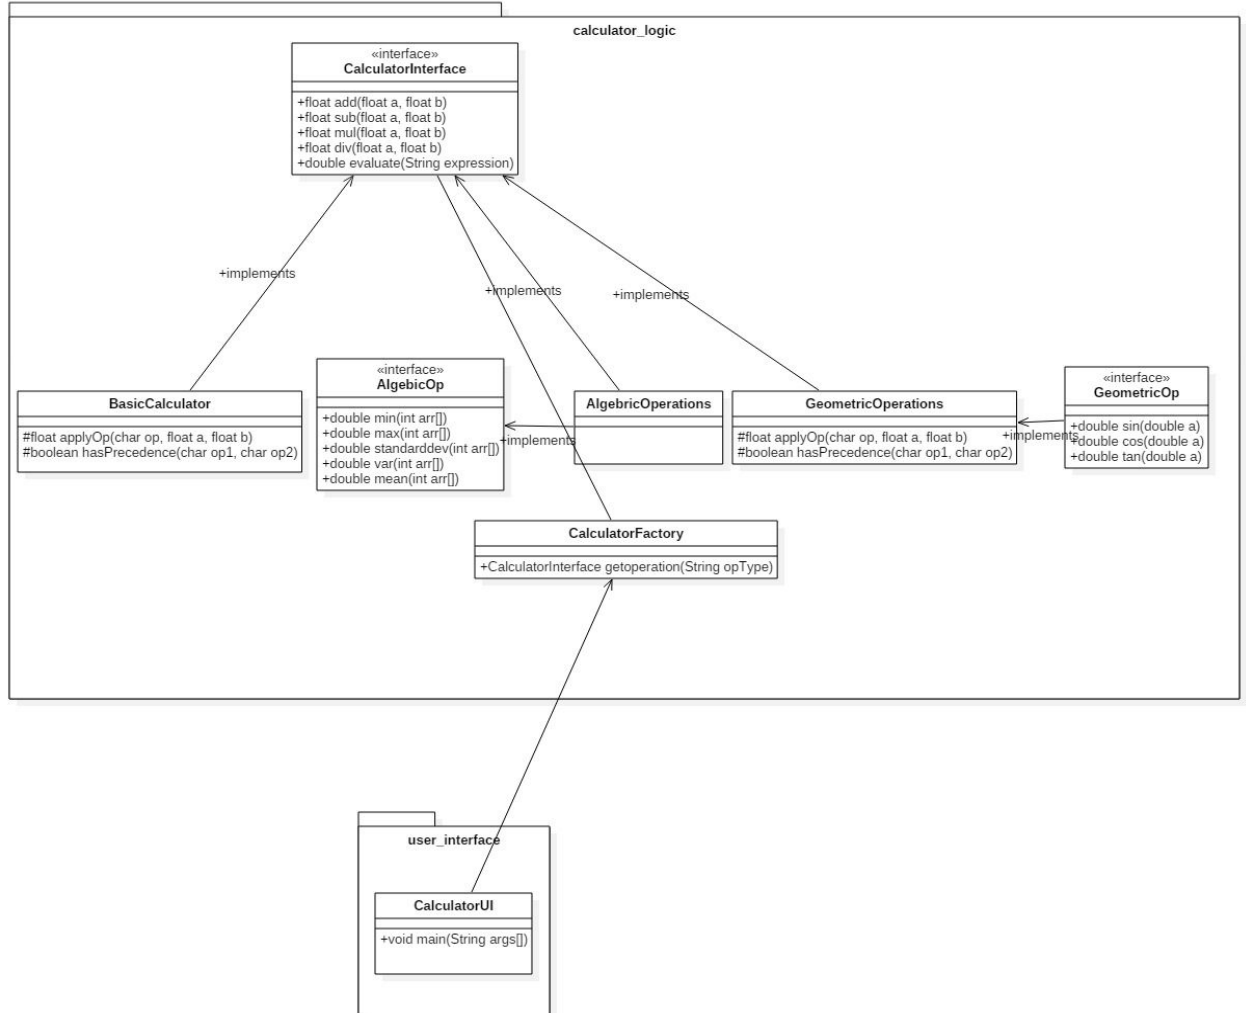 calculator_logic
«interface»
CalculatorInterface
+float add(float a, float b)
+float sub(float a, float b)
+float mul(float a, float b)
+float div(float a, float b)
+double evaluate(String expression)
+implements
+implements
+implements
BasicCalculator
#float applyOp(char op, float a, float b)
#boolean hasPrecedence(char op1, char op2)
«interface»
AlgebicOp
+double min(int arr[])
+double max(int arr[])
+double standarddev(int arr[])
+double var(int arr[])
+double mean(int arr[])
+implements
AlgebricOperations
GeometricOperations
#float applyOp(char op, float a, float b)
#boolean hasPrecedence(char op1, char op2)
+implements
«interface»
GeometricOp
+double sin(double a)
+double cos(double a)
+double tan(double a)
CalculatorFactory
+CalculatorInterface getoperation(String opType)
user_interface
CalculatorUI
+void main(String args[])